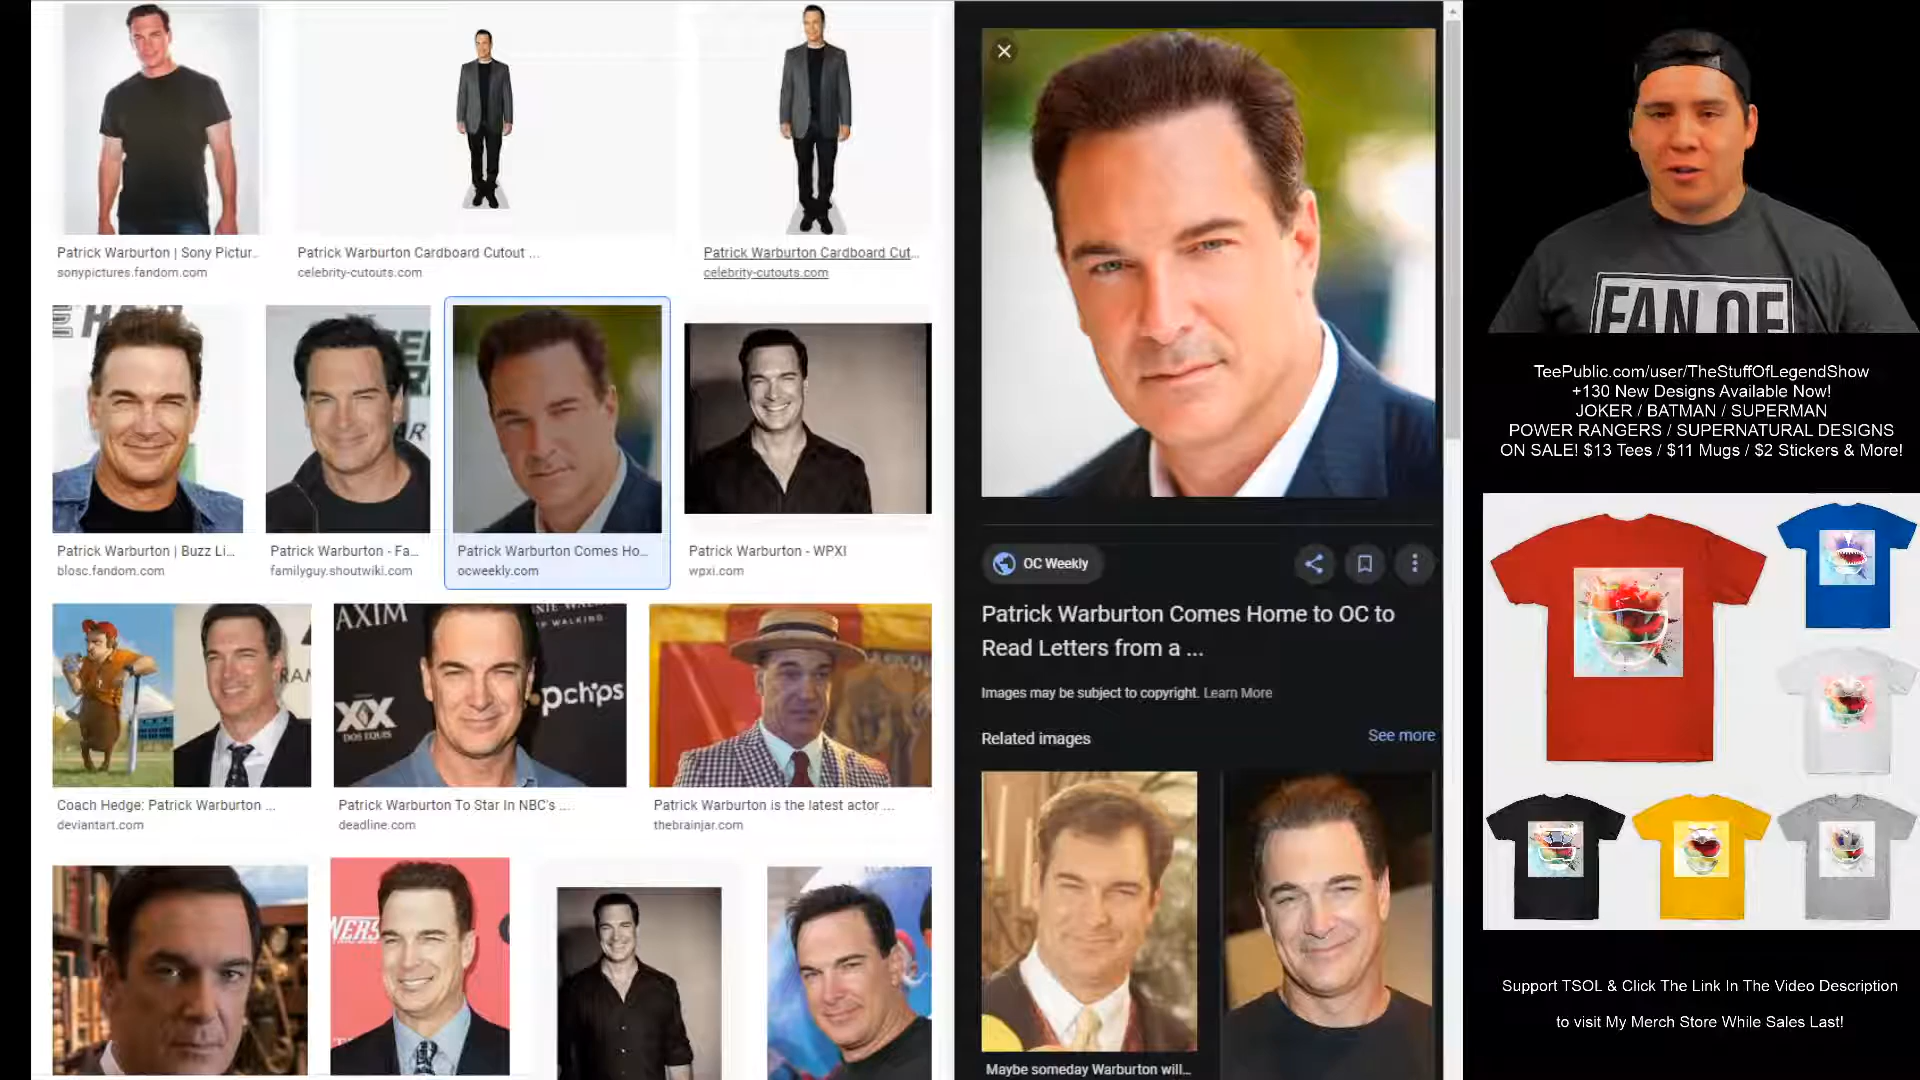 Patrick Warburton | Sony Pictur...
sonypictures.fandom.com
Patrick Warburton Cardboard Cutout ...
celebrity-cutouts.com
Patrick Warburton Cardboard Cut...
celebrity-cutouts.com
Patrick Warburton | Buzz Li...
blosc.fandom.com
Patrick Warburton - Fa...
familyguy.shoutwiki.com
Patrick Warburton Comes Ho...
ocweekly.com
Patrick Warburton - WPXI
wpxi.com
AXIM
XX
DOS EQUIS
pchips
WALKING
Coach Hedge: Patrick Warburton ...
deviantart.com
Patrick Warburton To Star In NBC's ...
deadline.com
Patrick Warburton is the latest actor ...
thebrainjar.com
OC Weekly
Patrick Warburton Comes Home to OC to
Read Letters from a ...
Images may be subject to copyright. Learn More
Related images
See more
Maybe someday Warburton will...
FAN OF
TeePublic.com/user/TheStuffOfLegendShow
+130 New Designs Available Now!
JOKER / BATMAN / SUPERMAN
POWER RANGERS / SUPERNATURAL DESIGNS
ON SALE! $13 Tees / $11 Mugs / $2 Stickers & More!
Support TSOL & Click The Link In The Video Description
to visit My Merch Store While Sales Last!